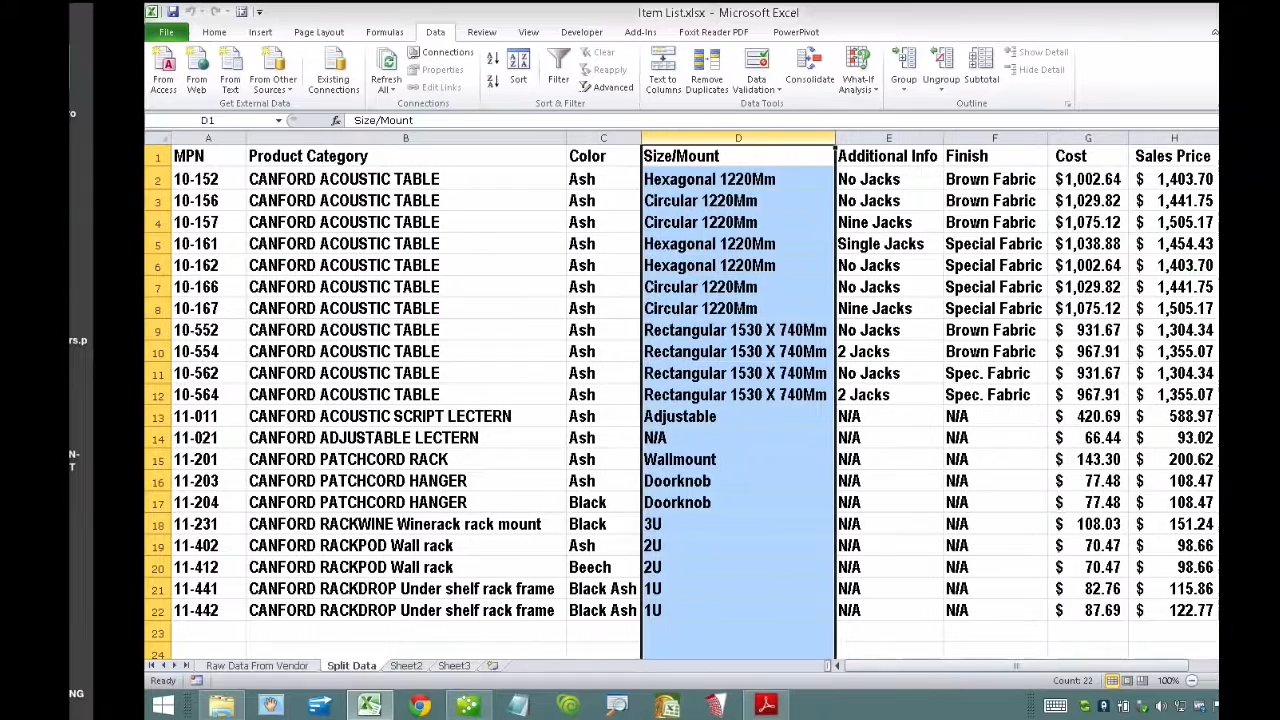 Item List.xlsx - Microsoft Excel
File Home Insert Page Layout Formulas Data Review View Developer Add-Ins Foxit Reader PDF PowerPivot
From Access From Web From Text From Other Sources Existing Connections Refresh All Connections Properties Edit Links Sort Filter Clear Reapply Advanced Text to Columns Remove Duplicates Data Validation Consolidate What-If Analysis Group Ungroup Subtotal Show Detail Hide Detail
Get External Data Connections Sort & Filter Data Tools Outline
D1 fx Size/Mount
A B C D E F G H
1 MPN Product Category Color Size/Mount Additional Info Finish Cost Sales Price
2 10-152 CANFORD ACOUSTIC TABLE Ash Hexagonal 1220Mm No Jacks Brown Fabric $1,002.64 $ 1,403.70
3 10-156 CANFORD ACOUSTIC TABLE Ash Circular 1220Mm No Jacks Brown Fabric $1,029.82 $ 1,441.75
4 10-157 CANFORD ACOUSTIC TABLE Ash Circular 1220Mm Nine Jacks Brown Fabric $1,075.12 $ 1,505.17
5 10-161 CANFORD ACOUSTIC TABLE Ash Hexagonal 1220Mm Single Jacks Special Fabric $1,038.88 $ 1,454.43
6 10-162 CANFORD ACOUSTIC TABLE Ash Hexagonal 1220Mm No Jacks Special Fabric $1,002.64 $ 1,403.70
7 10-166 CANFORD ACOUSTIC TABLE Ash Circular 1220Mm No Jacks Special Fabric $1,029.82 $ 1,441.75
8 10-167 CANFORD ACOUSTIC TABLE Ash Circular 1220Mm Nine Jacks Special Fabric $1,075.12 $ 1,505.17
9 10-552 CANFORD ACOUSTIC TABLE Ash Rectangular 1530 X 740Mm No Jacks Brown Fabric $ 931.67 $ 1,304.34
10 10-554 CANFORD ACOUSTIC TABLE Ash Rectangular 1530 X 740Mm 2 Jacks Brown Fabric $ 967.91 $ 1,355.07
11 10-562 CANFORD ACOUSTIC TABLE Ash Rectangular 1530 X 740Mm No Jacks Spec. Fabric $ 931.67 $ 1,304.34
12 10-564 CANFORD ACOUSTIC TABLE Ash Rectangular 1530 X 740Mm 2 Jacks Spec. Fabric $ 967.91 $ 1,355.07
13 11-011 CANFORD ACOUSTIC SCRIPT LECTERN Ash Adjustable N/A N/A $ 420.69 $ 588.97
14 11-021 CANFORD ADJUSTABLE LECTERN Ash N/A N/A N/A $ 66.44 $ 93.02
15 11-201 CANFORD PATCHCORD RACK Ash Wallmount N/A N/A $ 143.30 $ 200.62
16 11-203 CANFORD PATCHCORD HANGER Ash Doorknob N/A N/A $ 77.48 $ 108.47
17 11-204 CANFORD PATCHCORD HANGER Black Doorknob N/A N/A $ 77.48 $ 108.47
18 11-231 CANFORD RACKWINE Winerack rack mount Black 3U N/A N/A $ 108.03 $ 151.24
19 11-402 CANFORD RACKPOD Wall rack Ash 2U N/A N/A $ 70.47 $ 98.66
20 11-412 CANFORD RACKPOD Wall rack Beech 2U N/A N/A $ 70.47 $ 98.66
21 11-441 CANFORD RACKDROP Under shelf rack frame Black Ash 1U N/A N/A $ 82.76 $ 115.86
22 11-442 CANFORD RACKDROP Under shelf rack frame Black Ash 1U N/A N/A $ 87.69 $ 122.77
23
24
Raw Data From Vendor Split Data Sheet2 Sheet3
Ready Count: 22 100%
ro
rs.p
N-
T
NG